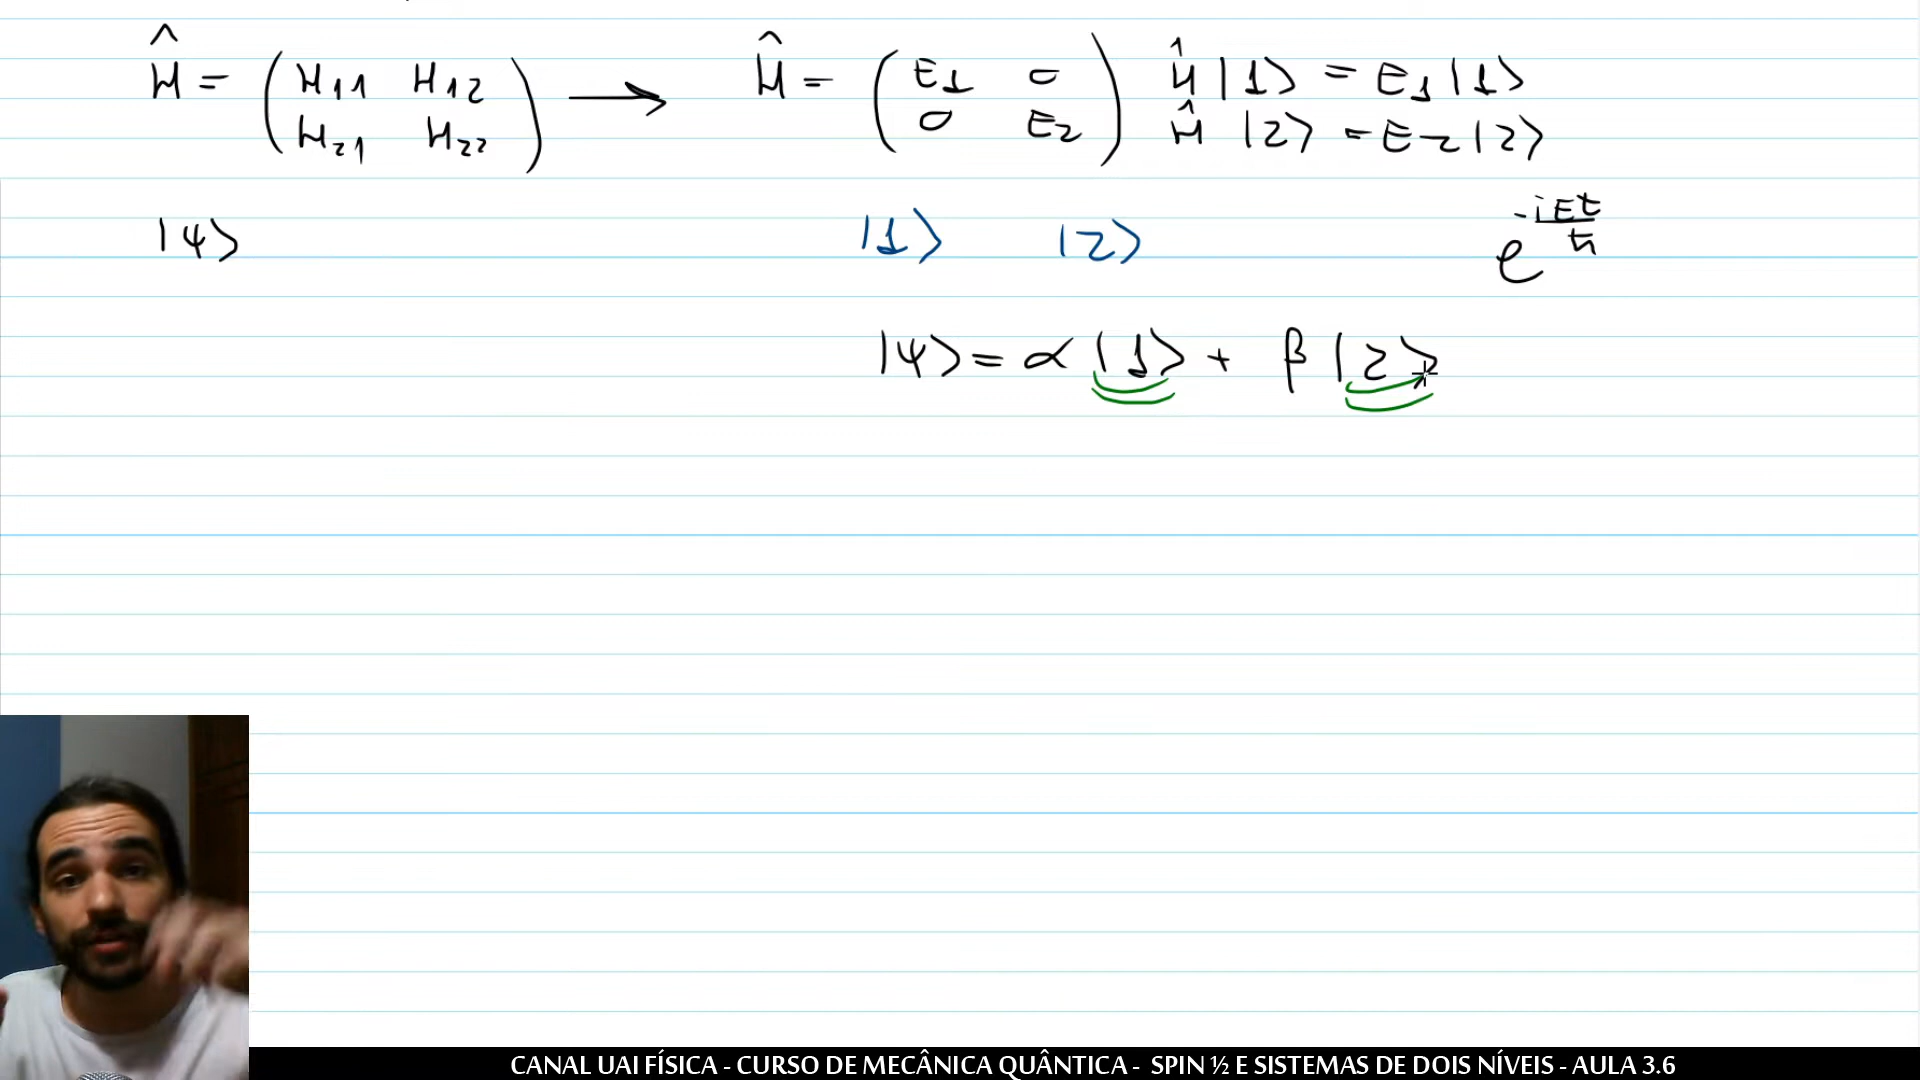 Ĥ = ( H11 H12 → Ĥ = ( E1 0 ) Ĥ |1⟩ = E1 |1⟩
H21 H22 ) 0 E2 ) Ĥ |2⟩ = E2 |2⟩
|ψ⟩ |1⟩ |2⟩ e^(-iEt/ħ)
|ψ⟩ = α |1⟩ + β |2⟩
CANAL UAI FÍSICA - CURSO DE MECÂNICA QUÂNTICA - SPIN ½ E SISTEMAS DE DOIS NÍVEIS - AULA 3.6